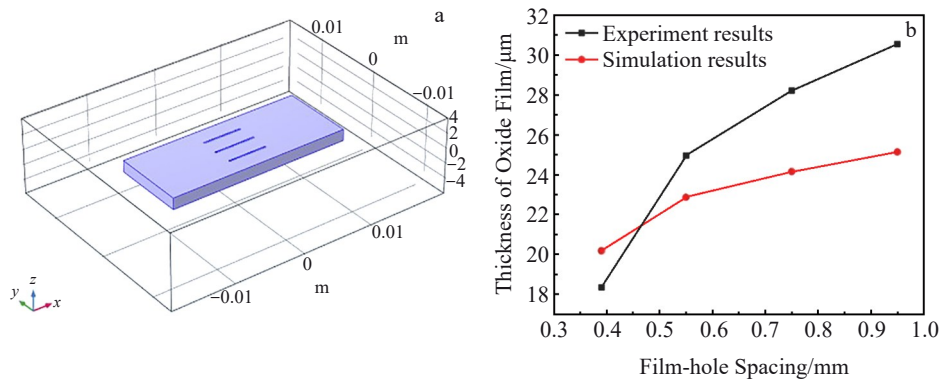 a
0.01
m
0
−0.01
4
2
0
−2
−4
0.01
0
m
−0.01
z
y
x
b
Experiment results
Simulation results
Thickness of Oxide Film/μm
32
30
28
26
24
22
20
18
0.3 0.4 0.5 0.6 0.7 0.8 0.9 1.0
Film-hole Spacing/mm